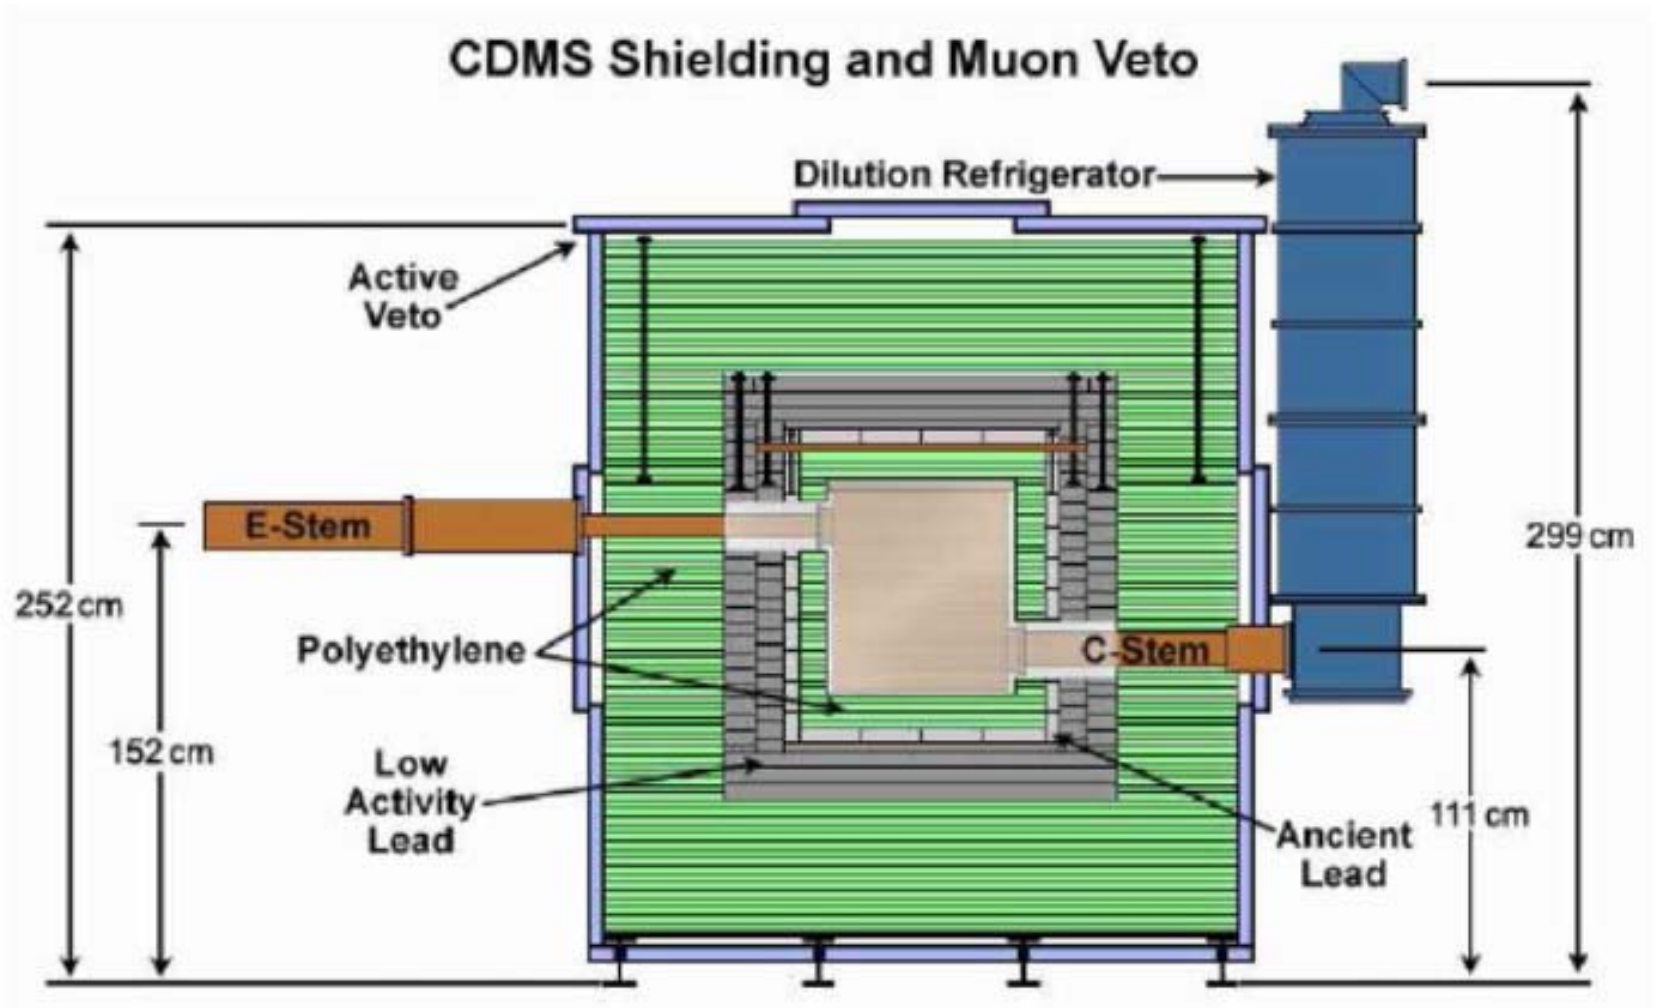 CDMS Shielding and Muon Veto
Dilution Refrigerator
Active
Veto
E-Stem
299 cm
252 cm
Polyethylene
C-Stem
152 cm
Low
Activity
Lead
111 cm
Ancient
Lead